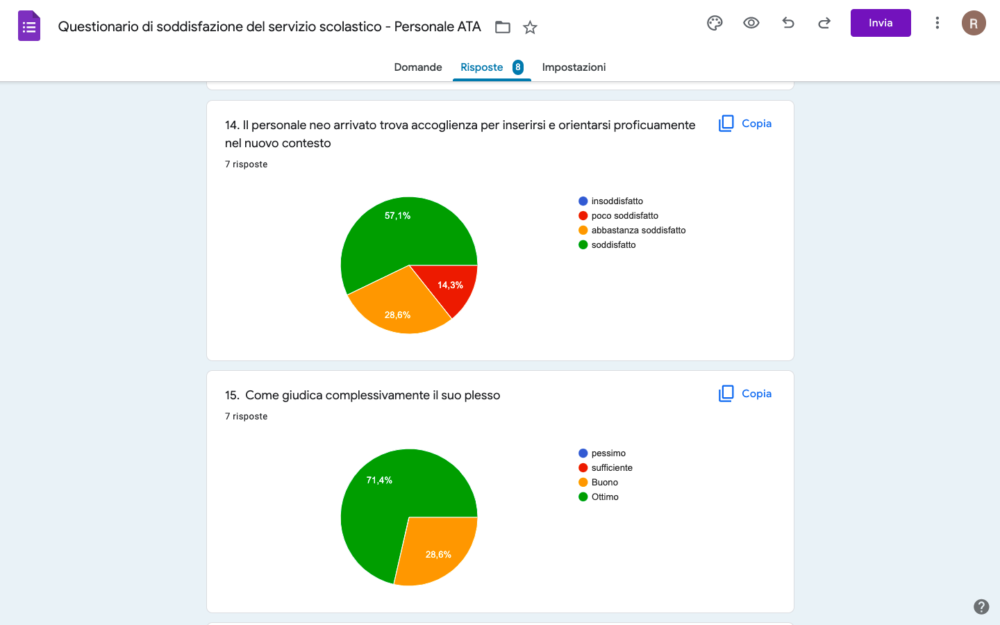 Questionario di soddisfazione del servizio scolastico - Personale ATA
Invia
R
Domande
Risposte 8
Impostazioni
14. Il personale neo arrivato trova accoglienza per inserirsi e orientarsi proficuamente
nel nuovo contesto
Copia
7 risposte
57,1%
14,3%
28,6%
insoddisfatto
poco soddisfatto
abbastanza soddisfatto
soddisfatto
15.  Come giudica complessivamente il suo plesso
Copia
7 risposte
71,4%
28,6%
pessimo
sufficiente
Buono
Ottimo
?